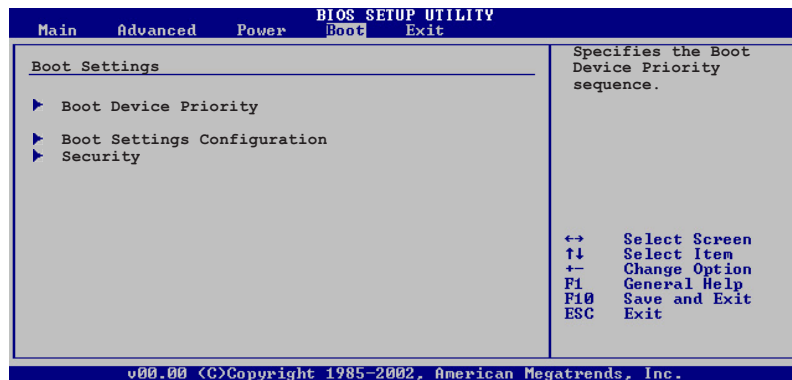 BIOS SETUP UTILITY
Main Advanced Power Boot Exit
Boot Settings
Boot Device Priority
Boot Settings Configuration
Security
Specifies the Boot
Device Priority
sequence.
←→ Select Screen
↑↓ Select Item
+- Change Option
F1 General Help
F10 Save and Exit
ESC Exit
v00.00 (C)Copyright 1985-2002, American Megatrends, Inc.